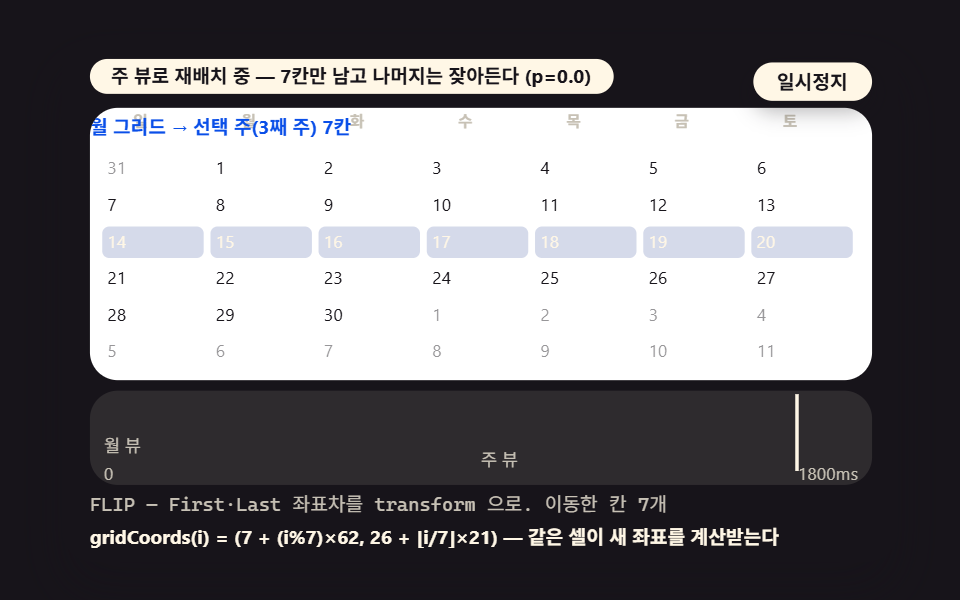 주 뷰로 재배치 중 — 7칸만 남고 나머지는 잦아든다 (p=0.0)
일시정지
일 월 화 수 목 금 토
월 그리드 → 선택 주(3째 주) 7칸
31 1 2 3 4 5 6
7 8 9 10 11 12 13
14 15 16 17 18 19 20
21 22 23 24 25 26 27
28 29 30 1 2 3 4
5 6 7 8 9 10 11
월 뷰
주 뷰
0 1800ms
FLIP — First·Last 좌표차를 transform 으로. 이동한 칸 7개
gridCoords(i) = (7 + (i%7)×62, 26 + ⌊i/7⌋×21) — 같은 셀이 새 좌표를 계산받는다